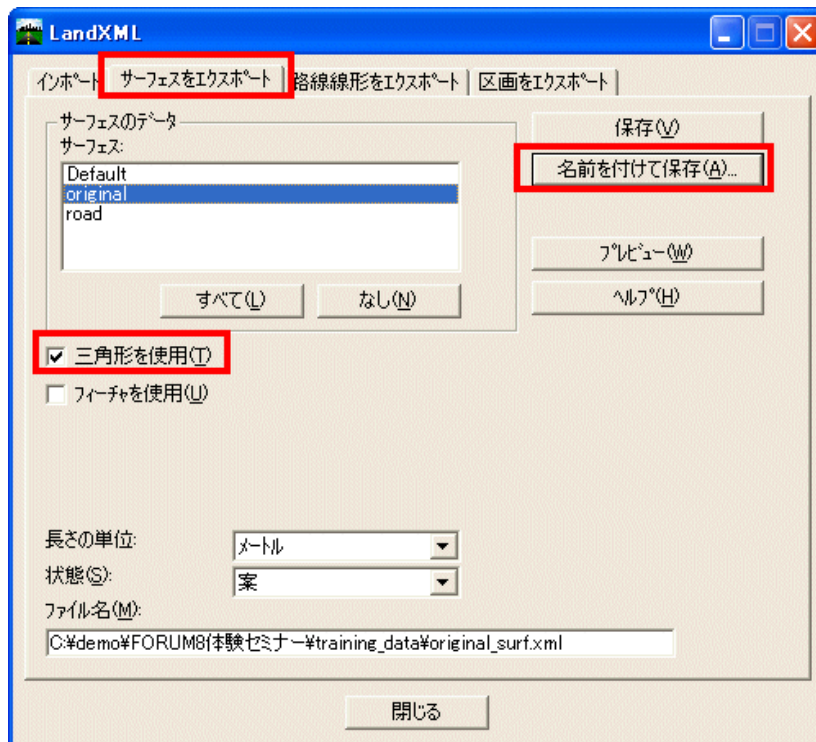 LandXML
インポート サーフェスをエクスポート 路線線形をエクスポート 区画をエクスポート
サーフェスのデータ
サーフェス:
Default
original
road
すべて(L) なし(N)
保存(V)
名前を付けて保存(A)...
プレビュー(W)
ヘルプ(H)
三角形を使用(T)
フィーチャを使用(U)
長さの単位: メートル
状態(S): 案
ファイル名(M):
C:¥demo¥FORUM8体験セミナー¥training_data¥original_surf.xml
閉じる